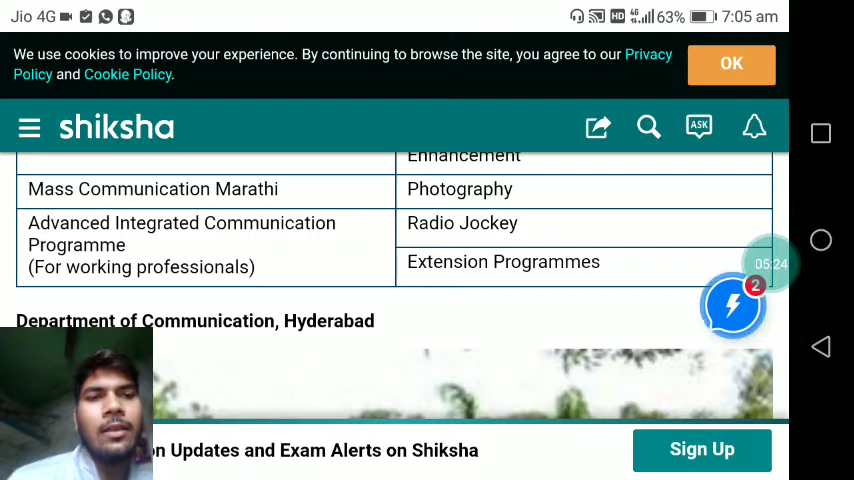 Jio 4G 4G HD 63% 7:05 am
We use cookies to improve your experience. By continuing to browse the site, you agree to our Privacy
Policy and Cookie Policy.
OK
shiksha
ASK
Enhancement
Mass Communication Marathi
Photography
Advanced Integrated Communication
Programme
(For working professionals)
Radio Jockey
Extension Programmes
05:24
2
Department of Communication, Hyderabad
n Updates and Exam Alerts on Shiksha
Sign Up